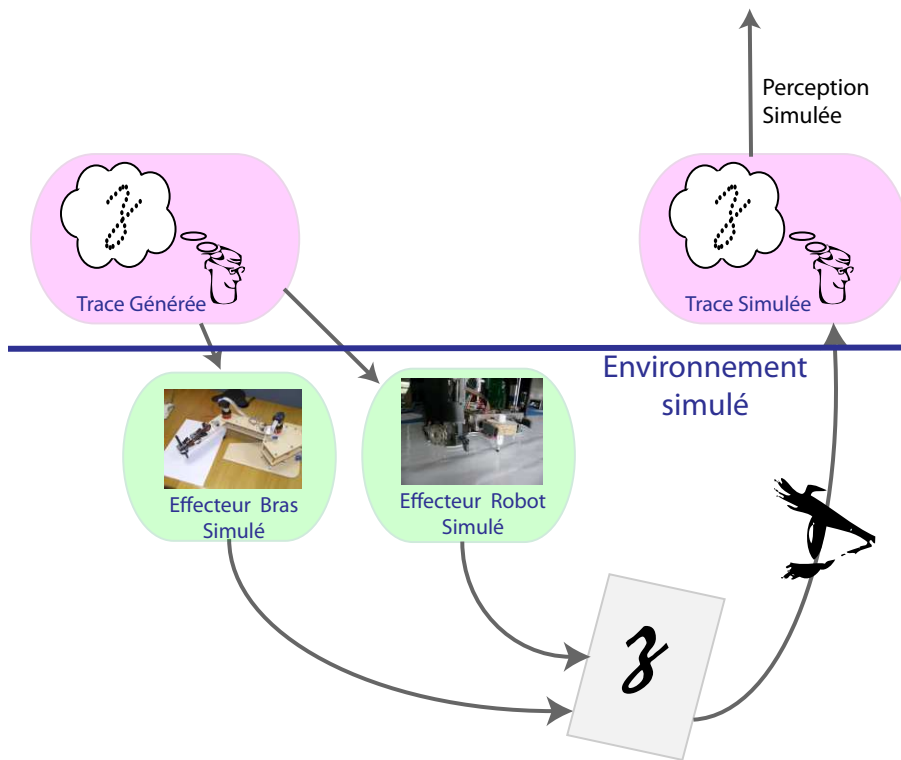 Perception
Simulée
Trace Générée
Trace Simulée
Environnement
simulé
Effecteur Bras
Simulé
Effecteur Robot
Simulé
z